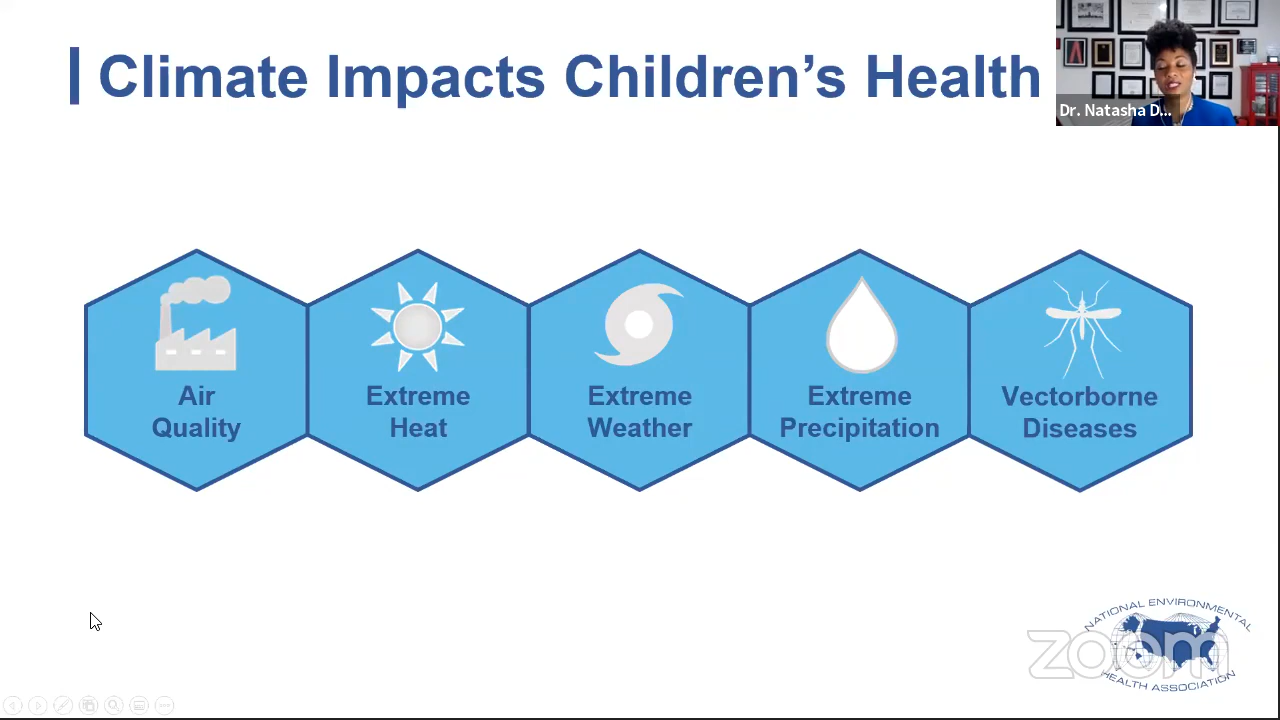 Climate Impacts Children’s Health
Dr. Natasha D...
Air
Quality
Extreme
Heat
Extreme
Weather
Extreme
Precipitation
Vectorborne
Diseases
NATIONAL ENVIRONMENTAL
zoom
HEALTH ASSOCIATION